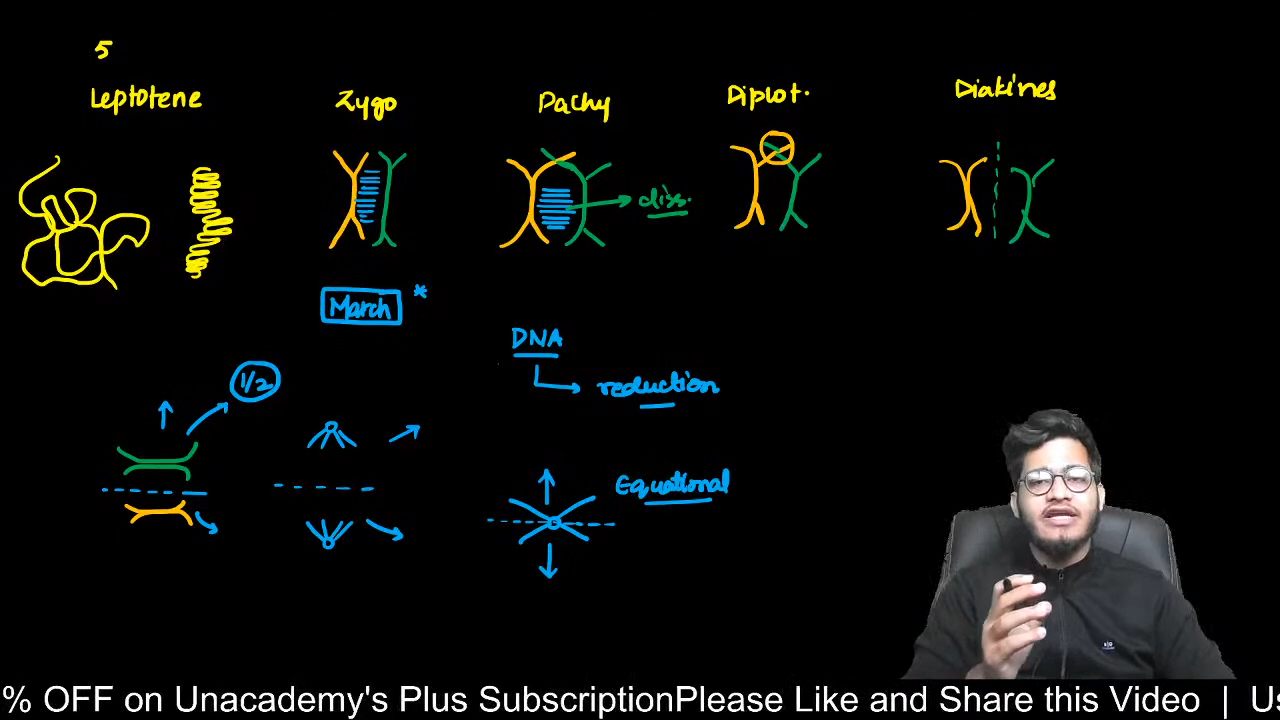 5
Leptotene
Zygo
Pachy
Diplot.
Diakines
diss.
March *
DNA
reduction
1/2
Equational
% OFF on Unacademy's Plus SubscriptionPlease Like and Share this Video | Us